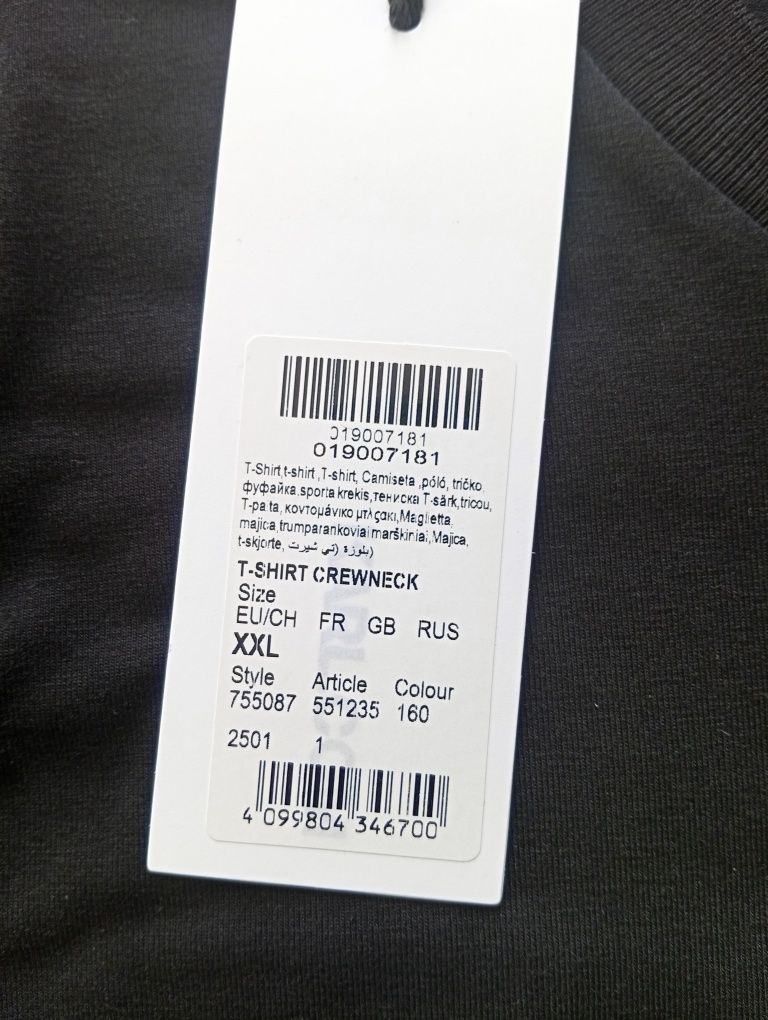 019007181
019007181
T-Shirt,t-shirt ,T-shirt, Camiseta ,póló, tričko,
фуфайка,sporta krekis,тениска T-särk,tricou,
T-paita, κοντομάνικο μπλουζάκι,Maglietta,
majica,trumparankoviai marškiniai,Majica,
t-skjorte, بلوزة (تي شيرت)
T-SHIRT CREWNECK
Size
EU/CH FR GB RUS
XXL
Style Article Colour
755087 551235 160
2501 1
4 099804 346700